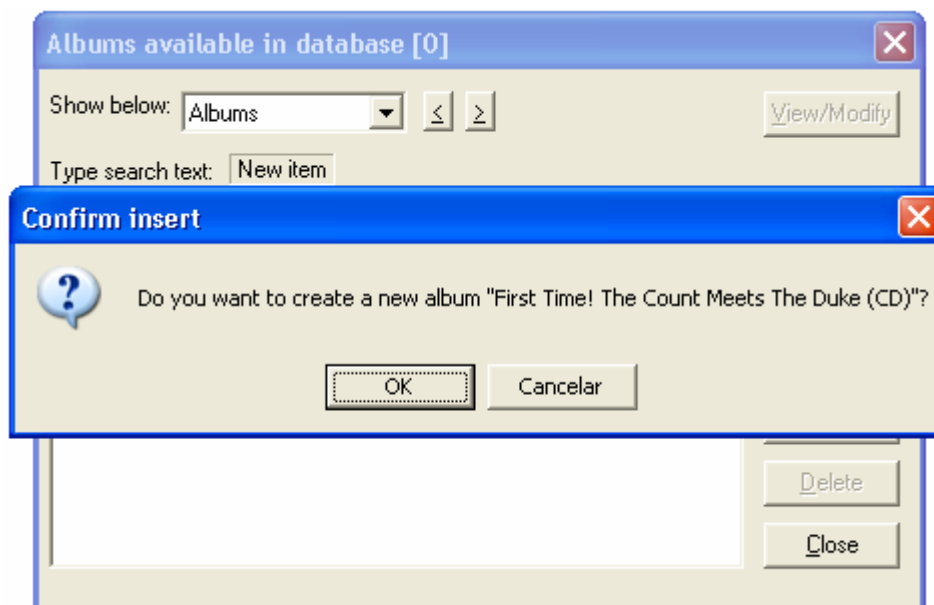 Albums available in database [0]
Show below: Albums < > View/Modify
Type search text: New item
Confirm insert
Do you want to create a new album "First Time! The Count Meets The Duke (CD)"?
OK Cancelar
Delete
Close